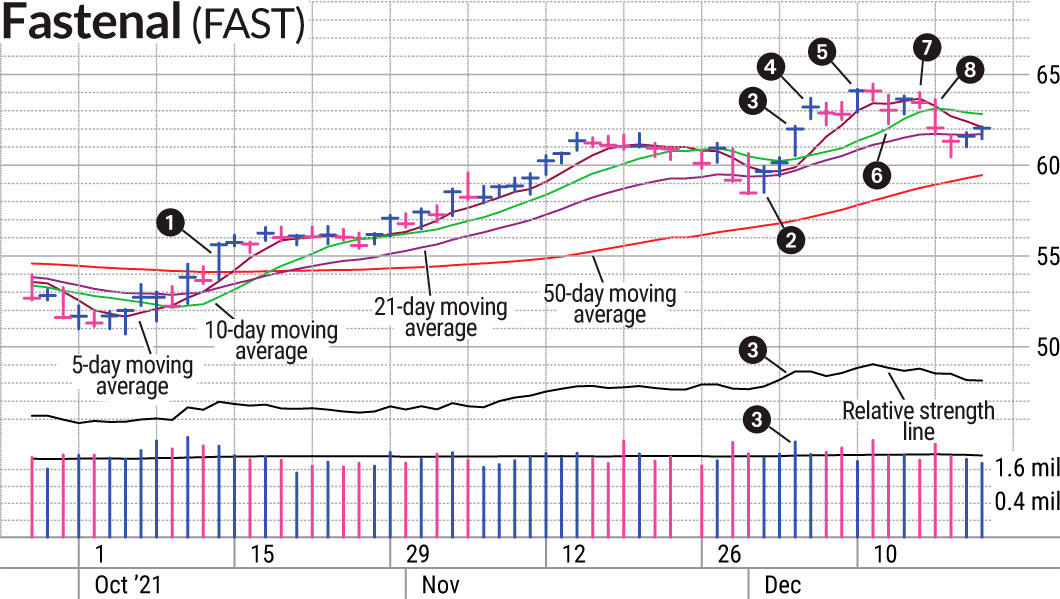 Fastenal (FAST)
7
5
8
4
65
3
1
60
6
2
55
21-day moving
average
50-day moving
average
10-day moving
average
5-day moving
average
3
50
Relative strength
line
3
1.6 mil
0.4 mil
1 15 29 12 26 10
Oct ’21 Nov Dec